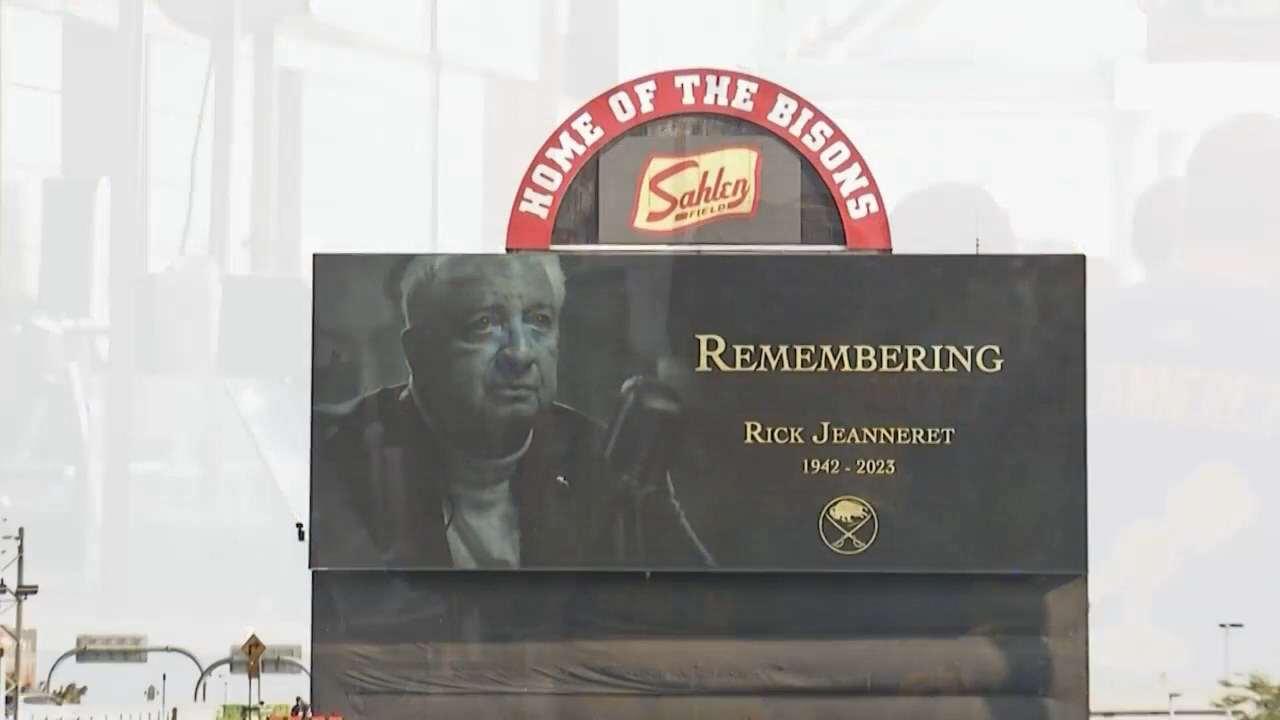 HOME OF THE BISONS
Sahlen
FIELD
REMEMBERING
RICK JEANNERET
1942 - 2023